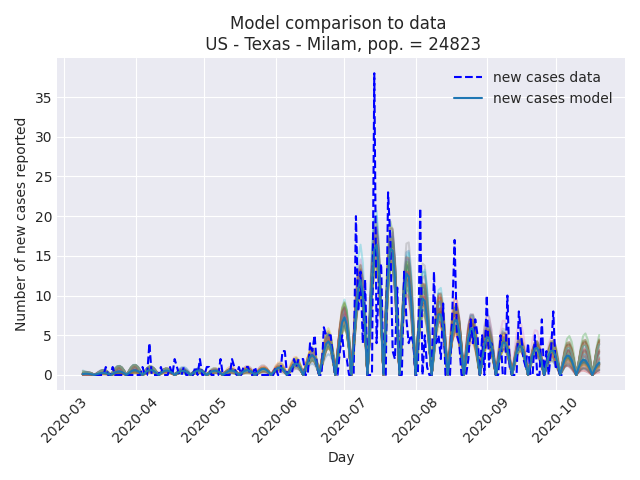 Model comparison to data
US - Texas - Milam, pop. = 24823
new cases data
new cases model
Number of new cases reported
35
30
25
20
15
10
5
0
2020-03
2020-04
2020-05
2020-06
2020-07
2020-08
2020-09
2020-10
Day